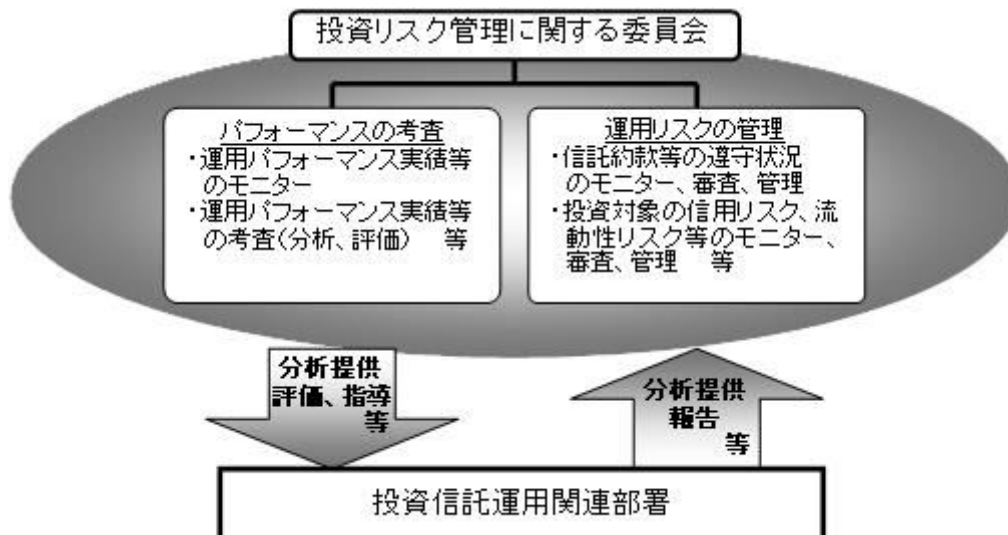 投資リスク管理に関する委員会
パフォーマンスの考査
・運用パフォーマンス実績等
のモニター
・運用パフォーマンス実績等
の考査(分析、評価) 等
運用リスクの管理
・信託約款等の遵守状況
のモニター、審査、管理
・投資対象の信用リスク、流
動性リスク等のモニター、
審査、管理 等
分析提供
評価、指導
等
分析提供
報告
等
投資信託運用関連部署